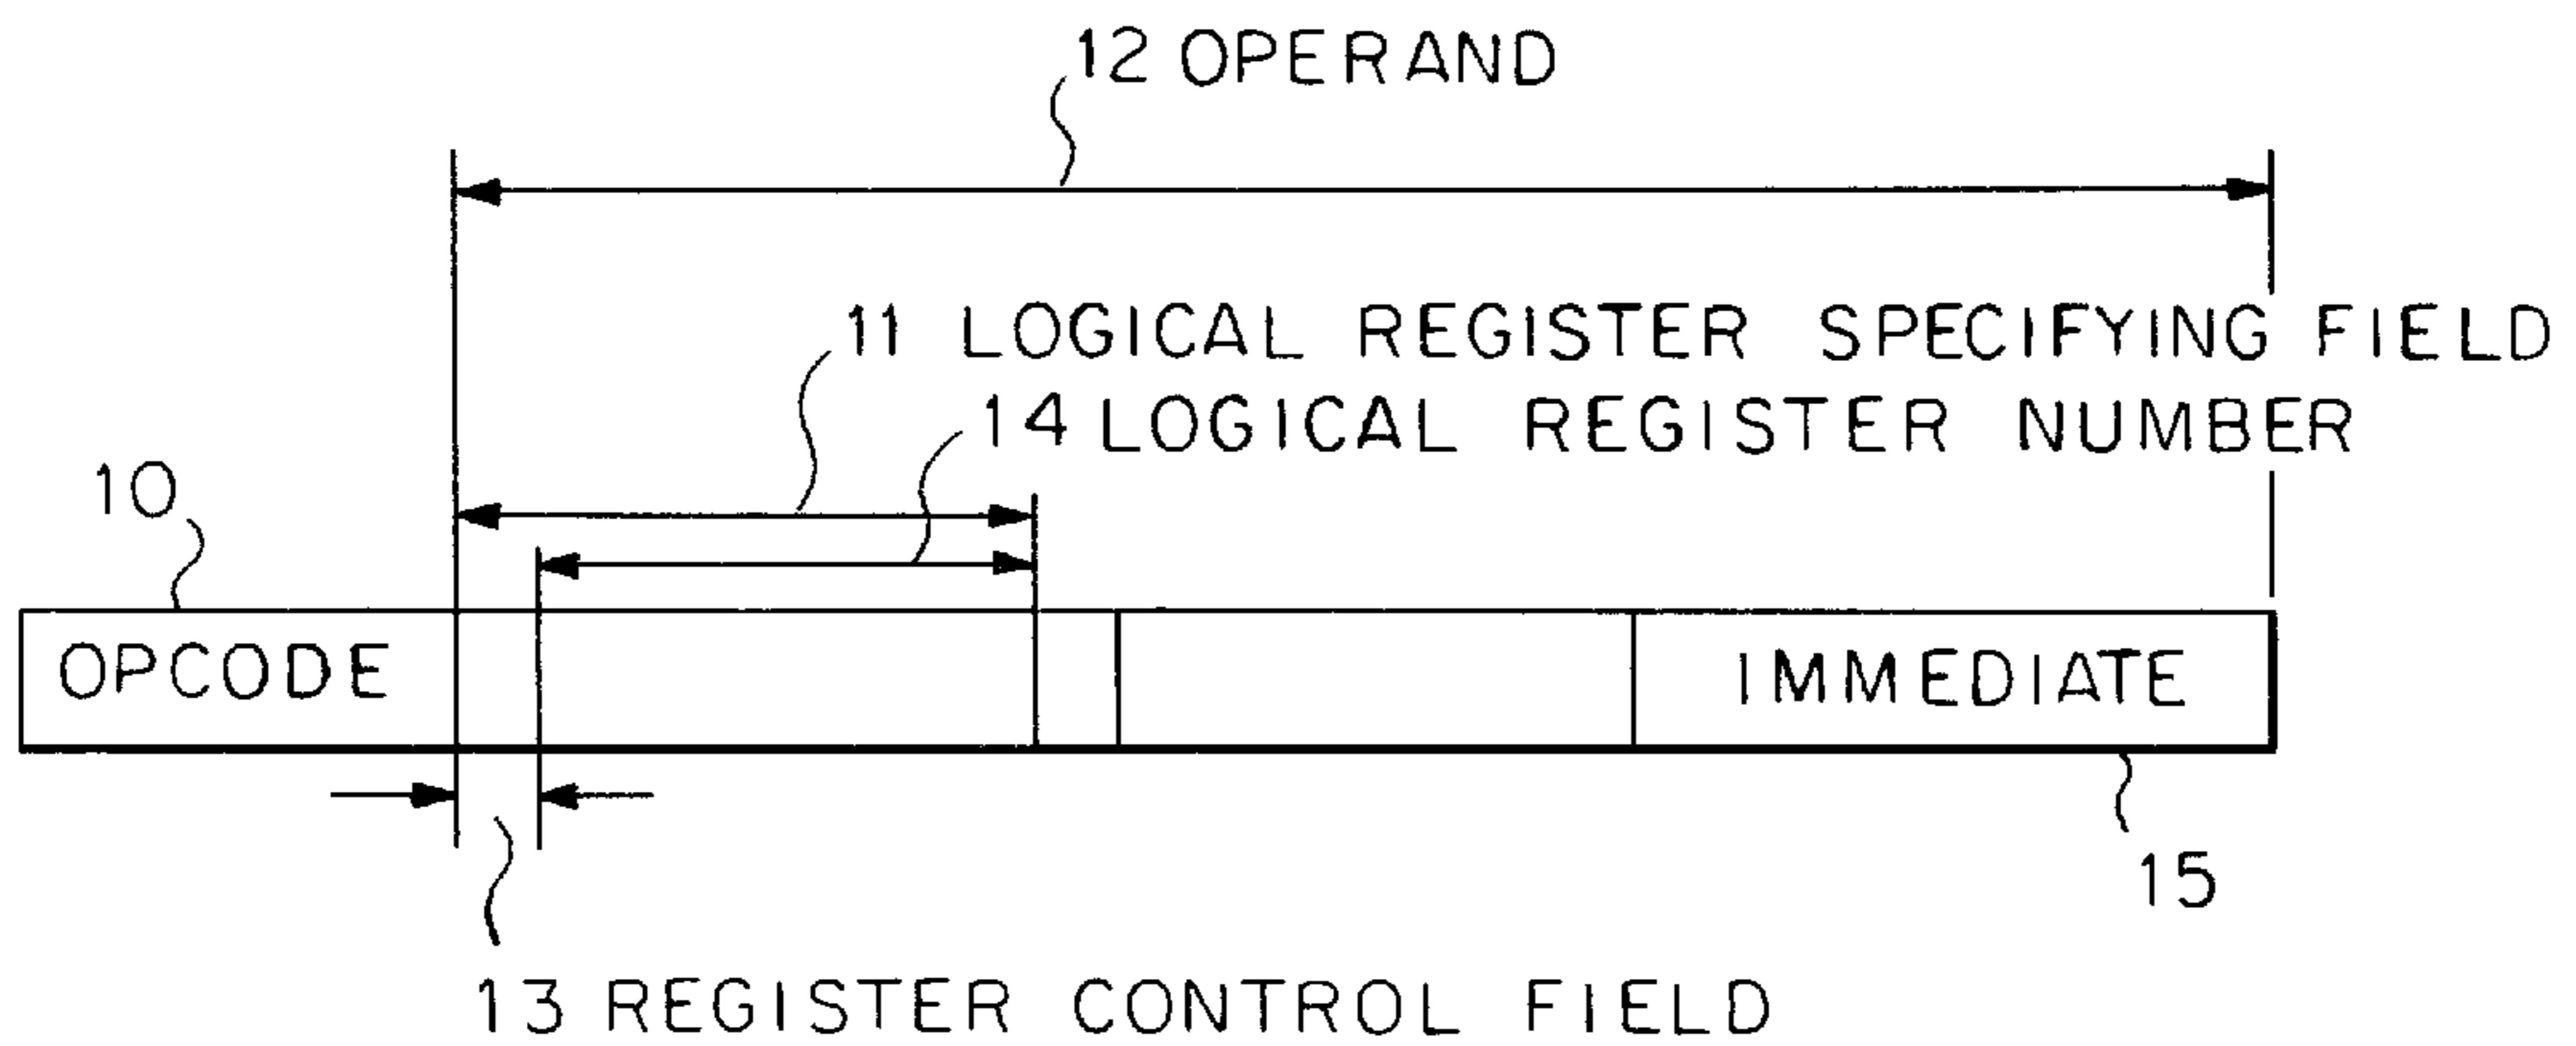 12 OPERAND
11 LOGICAL REGISTER SPECIFYING FIELD
14 LOGICAL REGISTER NUMBER
10
OPCODE
IMMEDIATE
15
13 REGISTER CONTROL FIELD